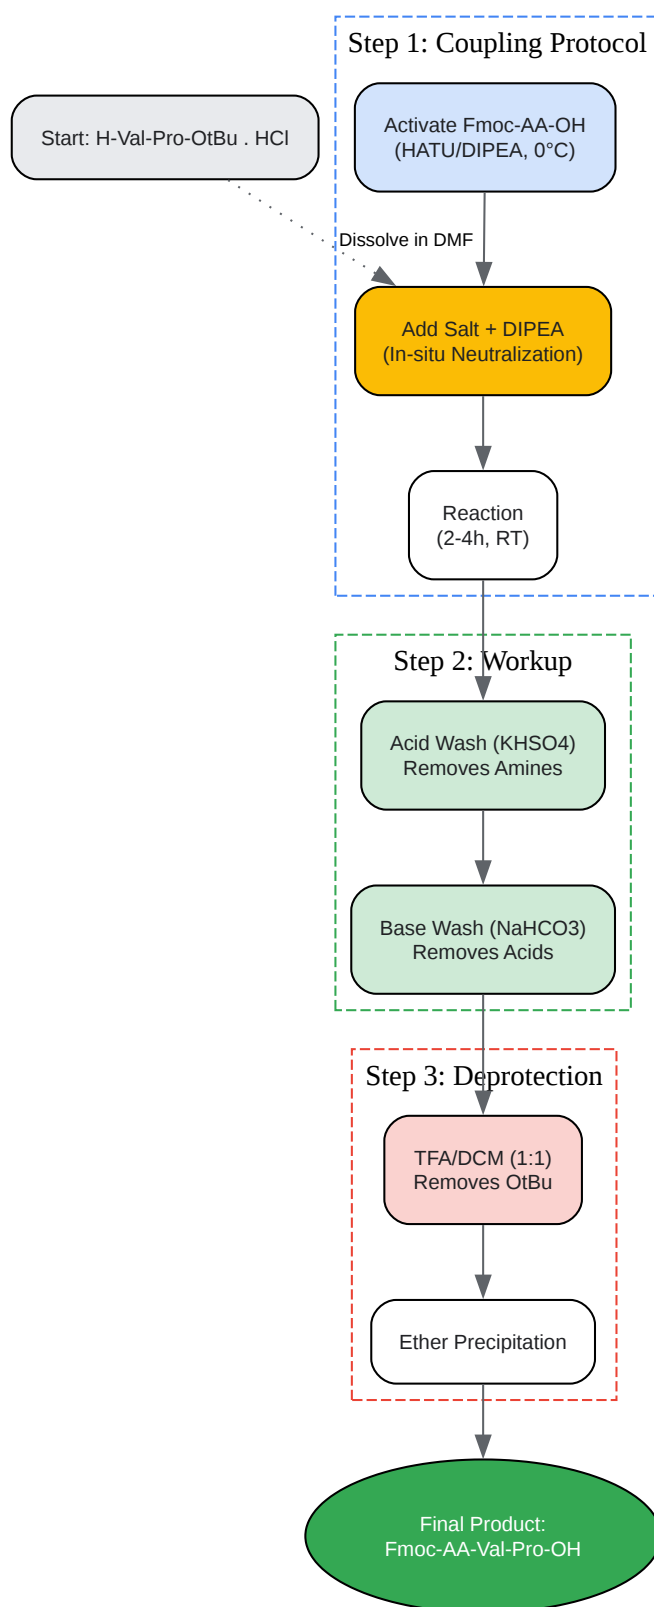 Step 1: Coupling Protocol
Start: H-Val-Pro-OtBu . HCl
Activate Fmoc-AA-OH
(HATU/DIPEA, 0°C)
Dissolve in DMF
Add Salt + DIPEA
(In-situ Neutralization)
Reaction
(2-4h, RT)
Step 2: Workup
Acid Wash (KHSO4)
Removes Amines
Base Wash (NaHCO3)
Removes Acids
Step 3: Deprotection
TFA/DCM (1:1)
Removes OtBu
Ether Precipitation
Final Product:
Fmoc-AA-Val-Pro-OH